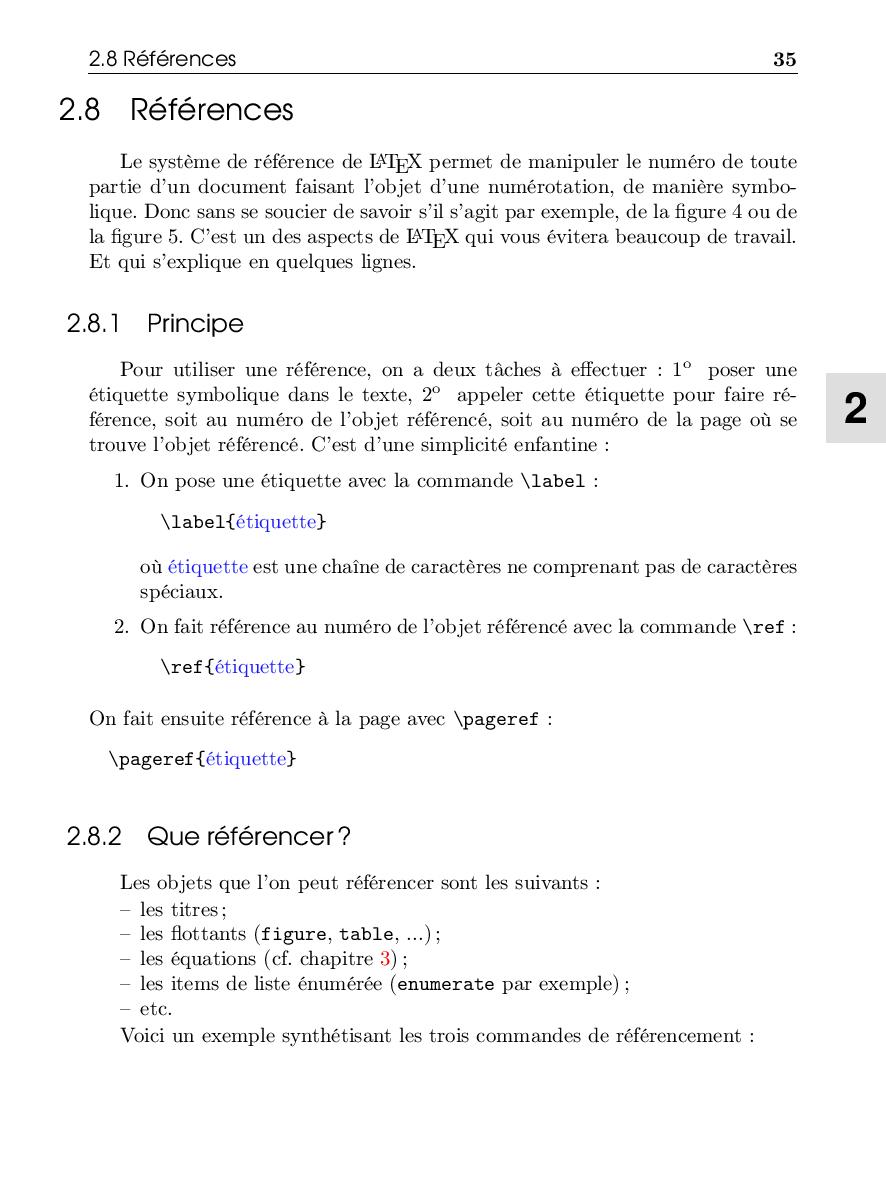 2.8 Références 35
2.8 Références
Le système de référence de LATEX permet de manipuler le numéro de toute
partie d'un document faisant l'objet d'une numérotation, de manière symbo-
lique. Donc sans se soucier de savoir s'il s'agit par exemple, de la figure 4 ou de
la figure 5. C'est un des aspects de LATEX qui vous évitera beaucoup de travail.
Et qui s'explique en quelques lignes.
2.8.1 Principe
Pour utiliser une référence, on a deux tâches à effectuer : 1o poser une
étiquette symbolique dans le texte, 2o appeler cette étiquette pour faire ré-
férence, soit au numéro de l'objet référencé, soit au numéro de la page où se
trouve l'objet référencé. C'est d'une simplicité enfantine :
2
1. On pose une étiquette avec la commande \label :
\label{étiquette}
où étiquette est une chaîne de caractères ne comprenant pas de caractères
spéciaux.
2. On fait référence au numéro de l'objet référencé avec la commande \ref :
\ref{étiquette}
On fait ensuite référence à la page avec \pageref :
\pageref{étiquette}
2.8.2 Que référencer ?
Les objets que l'on peut référencer sont les suivants :
– les titres ;
– les flottants (figure, table, ...) ;
– les équations (cf. chapitre 3) ;
– les items de liste énumérée (enumerate par exemple) ;
– etc.
Voici un exemple synthétisant les trois commandes de référencement :